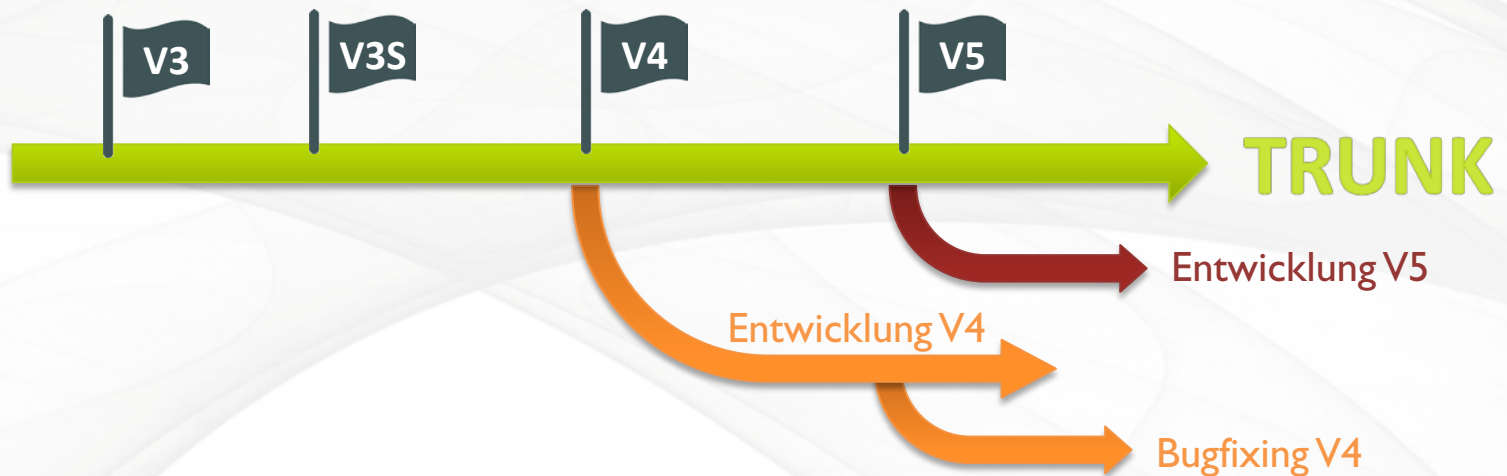 V3
V3S
V4
V5
TRUNK
Entwicklung V5
Entwicklung V4
Bugfixing V4